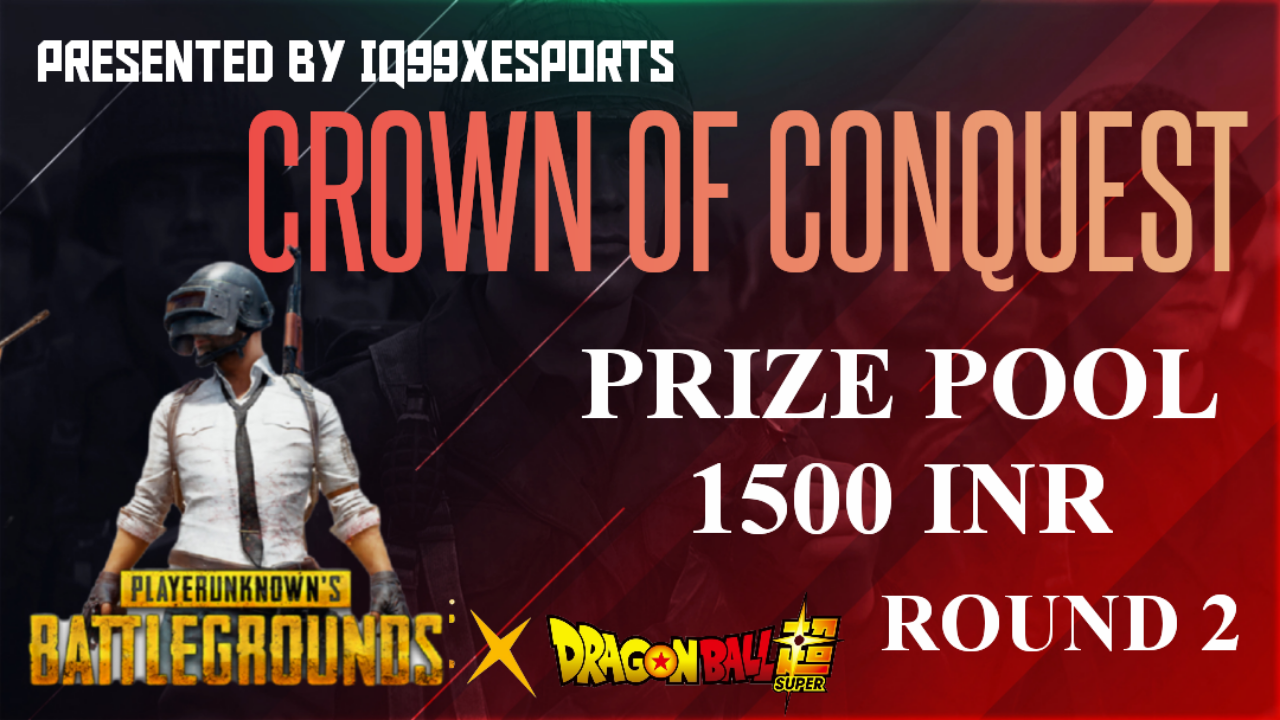 PRESENTED BY IQ99XESPORTS
CROWN OF CONQUEST
PRIZE POOL
1500 INR
ROUND 2
PLAYERUNKNOWN'S
BATTLEGROUNDS
X
DRAGON BALL
SUPER